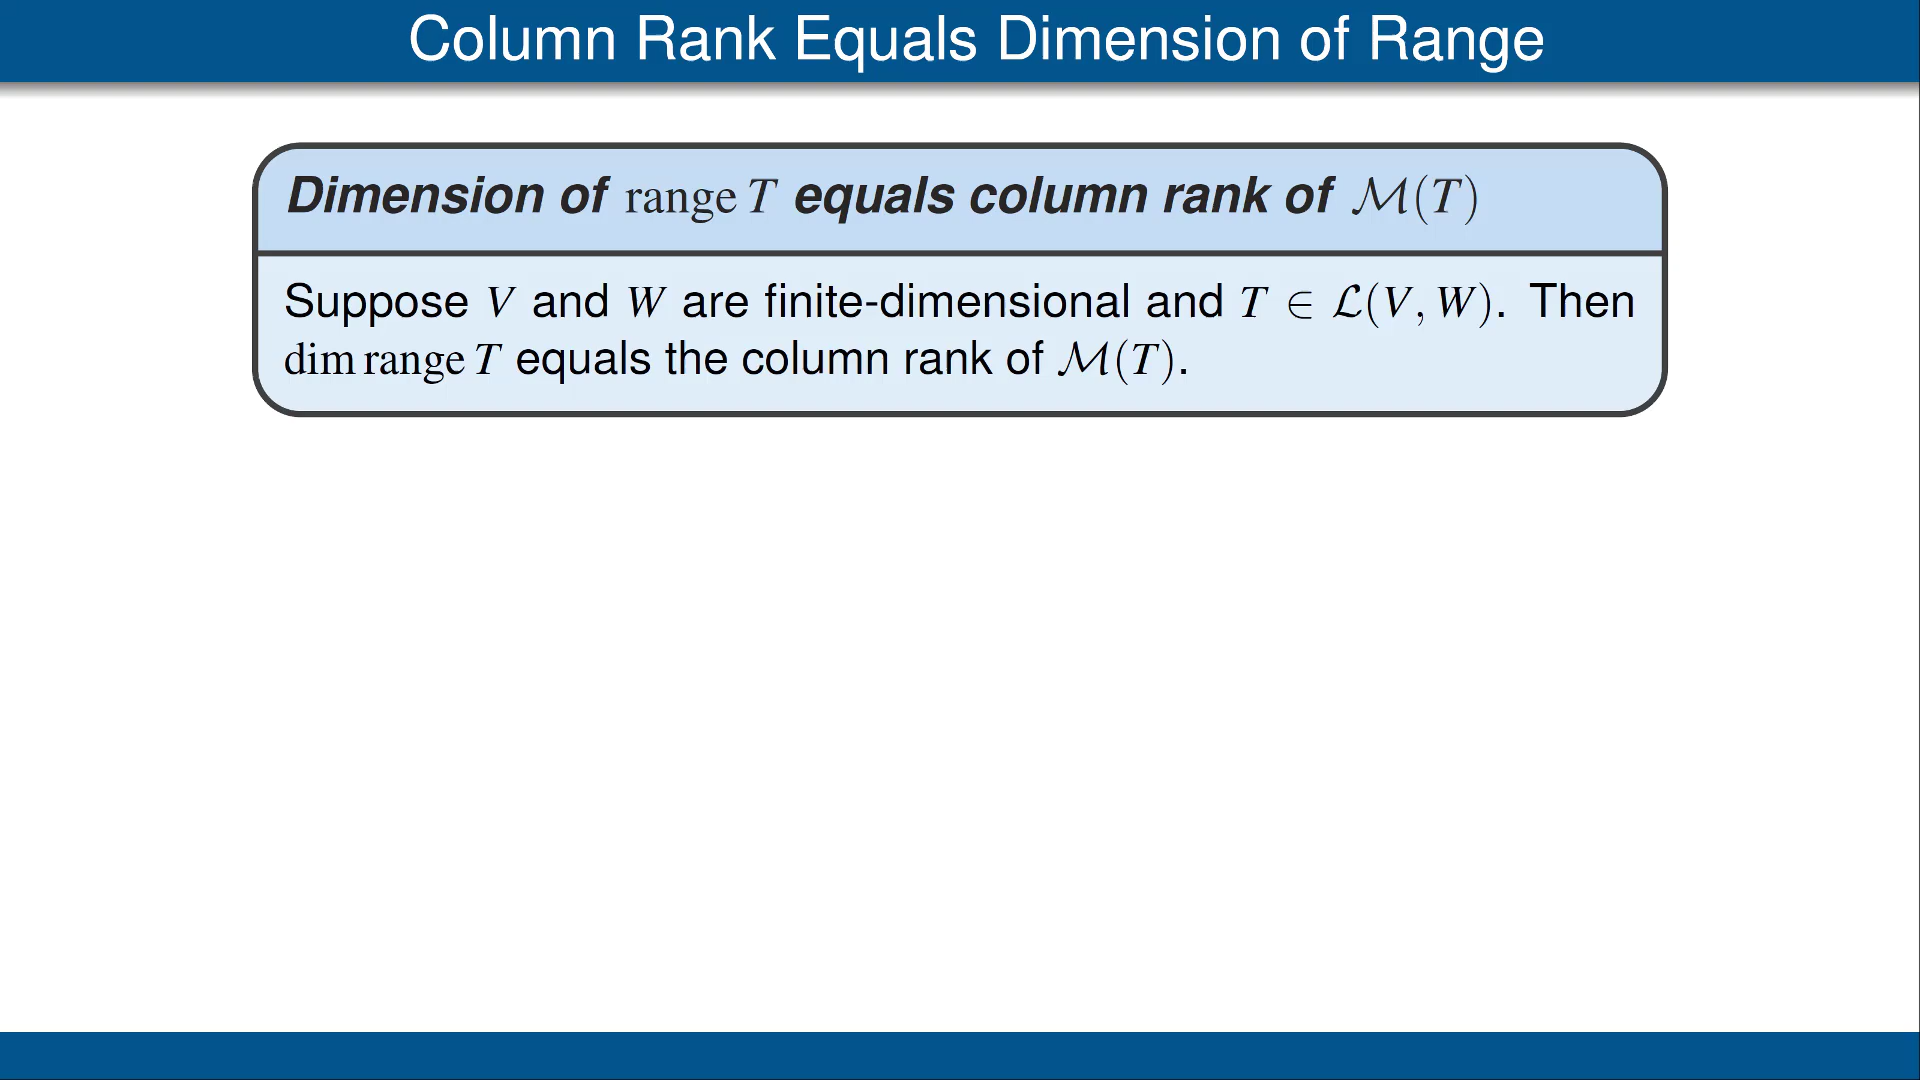 Column Rank Equals Dimension of Range
Dimension of range T equals column rank of ℳ(T)
Suppose V and W are finite-dimensional and T ∈ ℒ(V, W). Then
dim range T equals the column rank of ℳ(T).